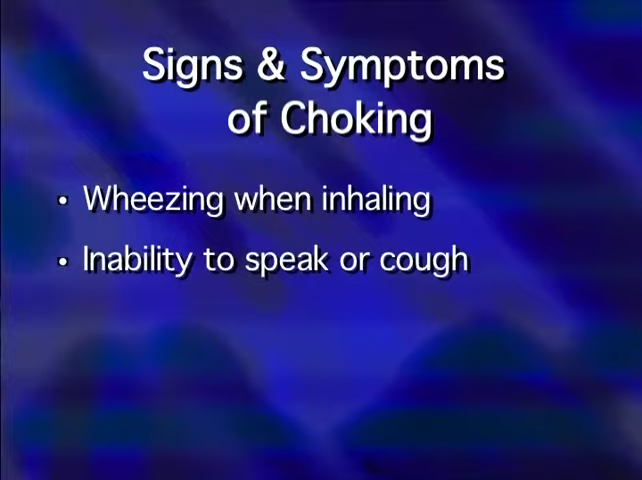 Signs & Symptoms
of Choking
• Wheezing when inhaling
• Inability to speak or cough